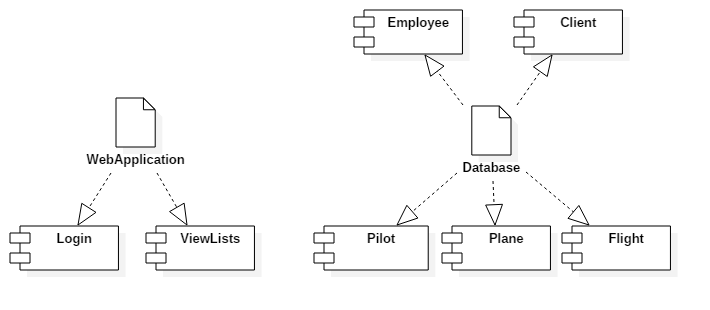 Employee
Client
WebApplication
Database
Login
ViewLists
Pilot
Plane
Flight